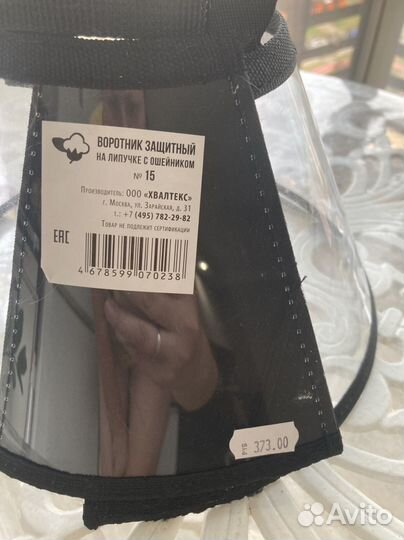 ВОРОТНИК ЗАЩИТНЫЙ
НА ЛИПУЧКЕ С ОШЕЙНИКОМ
№ 15
ПРОИЗВОДИТЕЛЬ: ООО «ХВАЛТЕКС»
Г. МОСКВА, УЛ. ЗАРАЙСКАЯ, Д. 31
Т.: +7 (495) 782-29-82
ТОВАР НЕ ПОДЛЕЖИТ СЕРТИФИКАЦИИ
EAC
4 678599 070238
РУБ 373.00
Avito